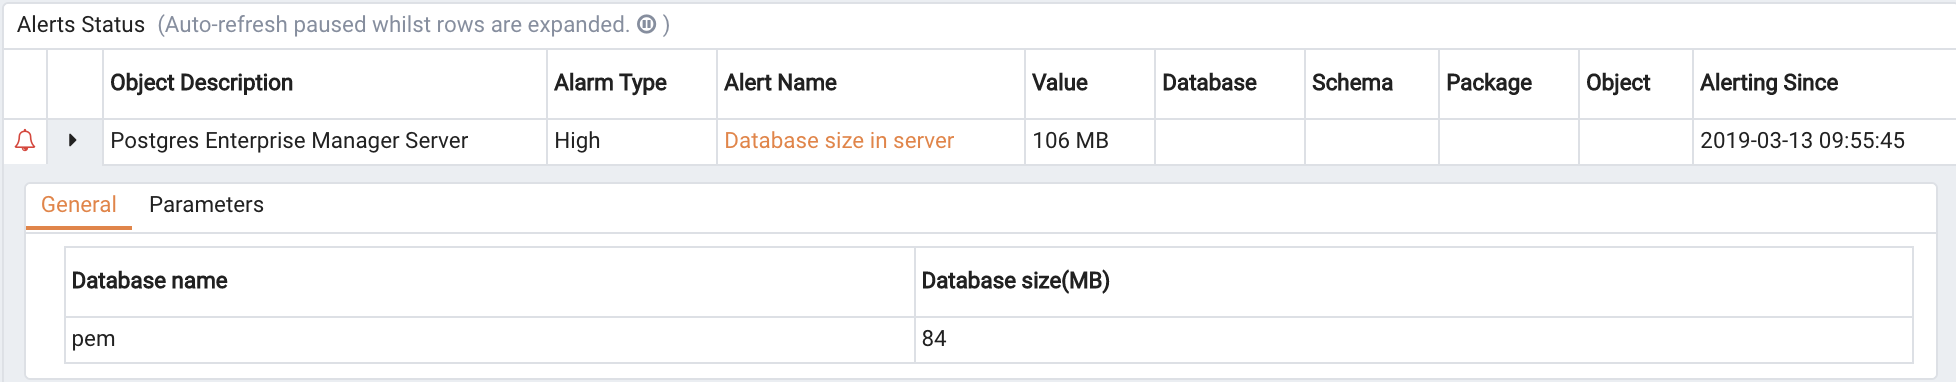 Alerts Status (Auto-refresh paused whilst rows are expanded. )
Object Description Alarm Type Alert Name Value Database Schema Package Object Alerting Since
Postgres Enterprise Manager Server High Database size in server 106 MB 2019-03-13 09:55:45
General Parameters
Database name Database size(MB)
pem 84